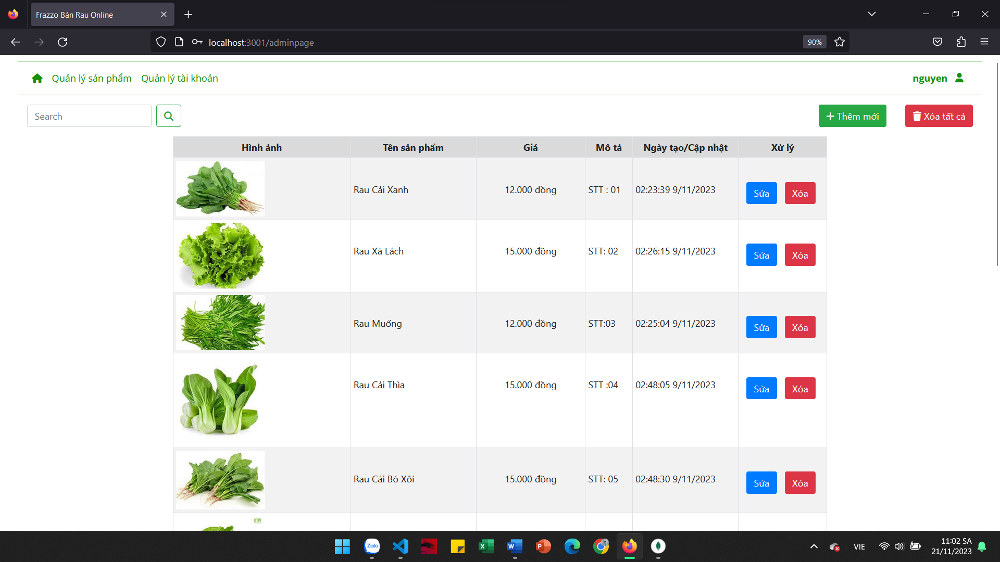 Frazzo Bán Rau Online
localhost:3001/adminpage
90%
Quản lý sản phẩm Quản lý tài khoản
nguyen
Search
Thêm mới
Xóa tất cả
Hình ảnh Tên sản phẩm Giá Mô tả Ngày tạo/Cập nhật Xử lý
Rau Cải Xanh 12.000 đồng STT : 01 02:23:39 9/11/2023 Sửa Xóa
Rau Xà Lách 15.000 đồng STT: 02 02:26:15 9/11/2023 Sửa Xóa
Rau Muống 12.000 đồng STT:03 02:25:04 9/11/2023 Sửa Xóa
Rau Cải Thìa 15.000 đồng STT :04 02:48:05 9/11/2023 Sửa Xóa
Rau Cải Bó Xôi 15.000 đồng STT: 05 02:48:30 9/11/2023 Sửa Xóa
OTIV
Zalo
VIE
11:02 SA
21/11/2023